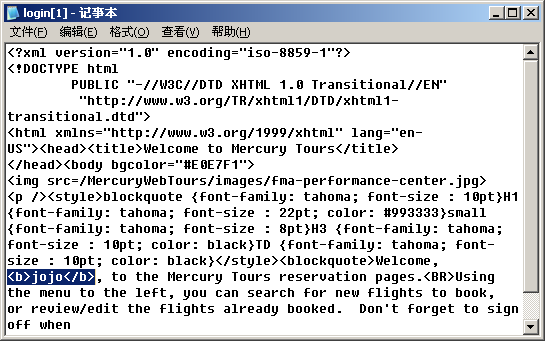 login[1] - 记事本
文件(F) 编辑(E) 格式(O) 查看(V) 帮助(H)
<?xml version="1.0" encoding="iso-8859-1"?>
<!DOCTYPE html
PUBLIC "-//W3C//DTD XHTML 1.0 Transitional//EN"
"http://www.w3.org/TR/xhtml1/DTD/xhtml1-
transitional.dtd">
<html xmlns="http://www.w3.org/1999/xhtml" lang="en-
US"><head><title>Welcome to Mercury Tours</title>
</head><body bgcolor="#E0E7F1">
<img src=/MercuryWebTours/images/fma-performance-center.jpg>
<p /><style>blockquote {font-family: tahoma; font-size : 10pt}H1
{font-family: tahoma; font-size : 22pt; color: #993333}small
{font-family: tahoma; font-size : 8pt}H3 {font-family: tahoma;
font-size : 10pt; color: black}TD {font-family: tahoma; font-
size : 10pt; color: black}</style><blockquote>Welcome,
<b>jojo</b>, to the Mercury Tours reservation pages.<BR>Using
the menu to the left, you can search for new flights to book,
or review/edit the flights already booked.  Don't forget to sign
off when